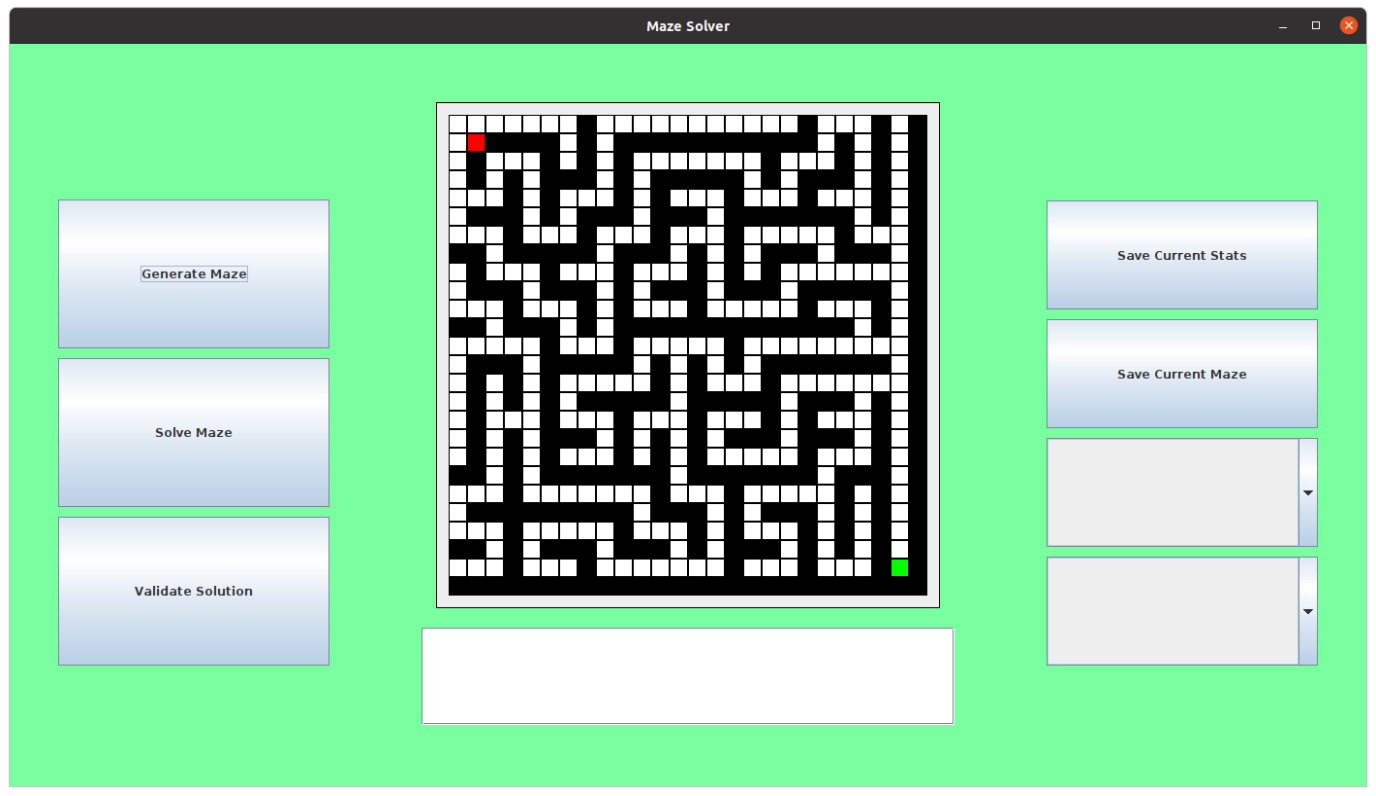 Maze Solver
Generate Maze
Solve Maze
Validate Solution
Save Current Stats
Save Current Maze